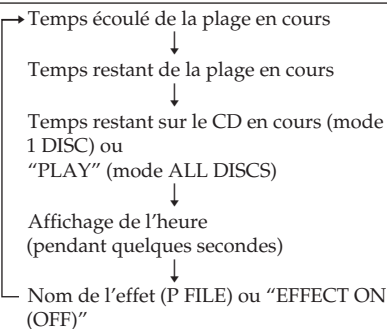 Temps écoulé de la plage en cours
Temps restant de la plage en cours
Temps restant sur le CD en cours (mode
1 DISC) ou
“PLAY” (mode ALL DISCS)
Affichage de l’heure
(pendant quelques secondes)
Nom de l’effet (P FILE) ou “EFFECT ON
(OFF)”